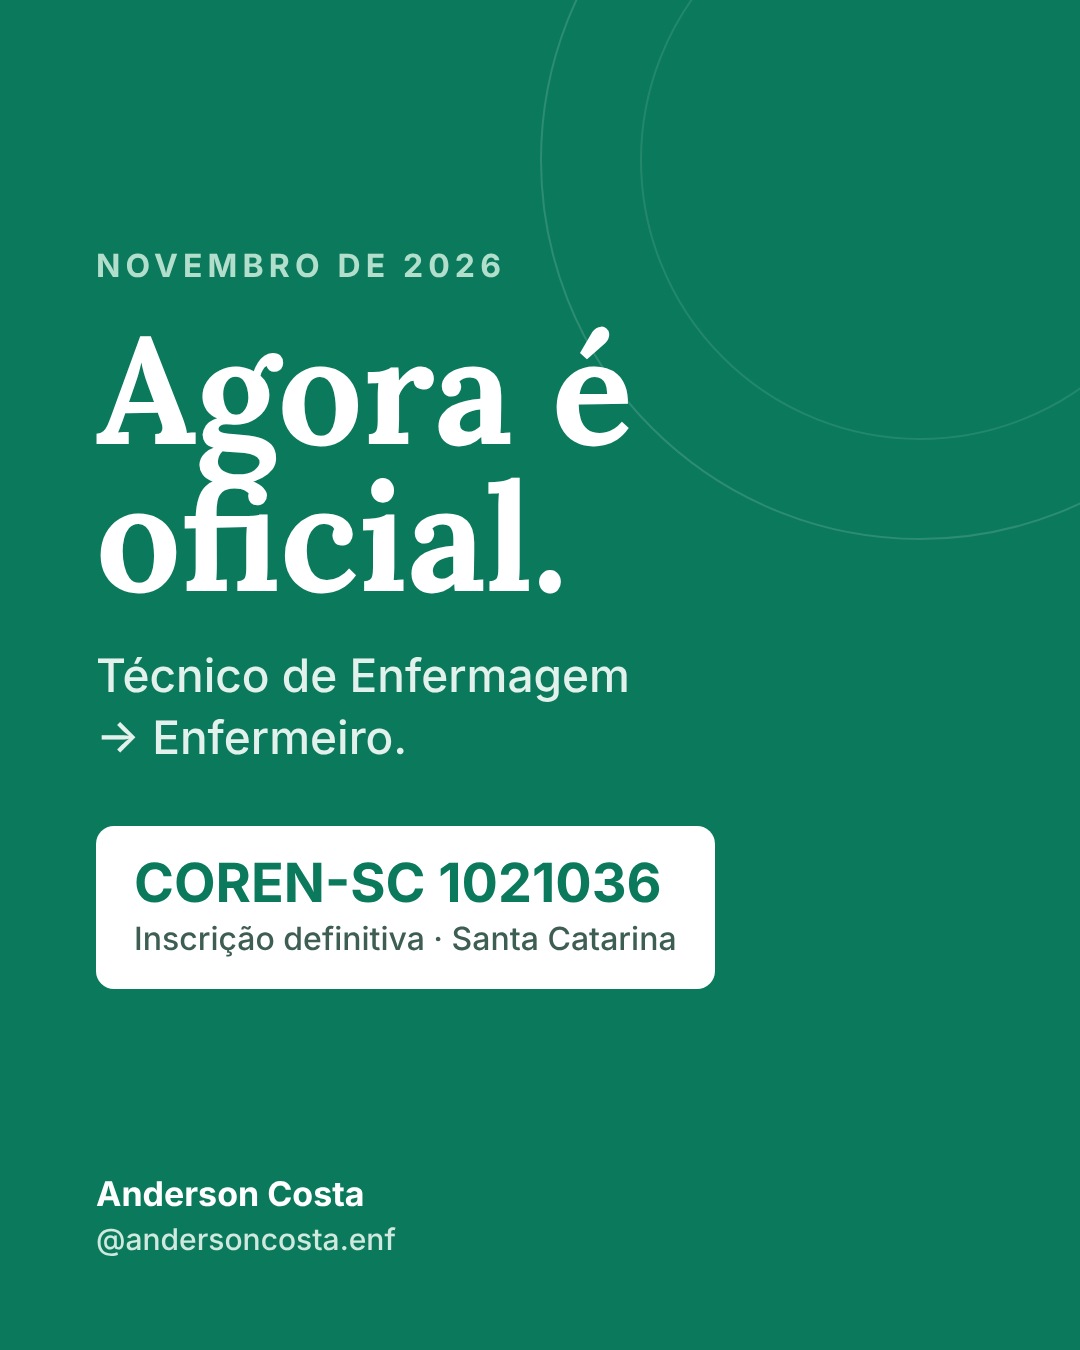 NOVEMBRO DE 2026
Agora é
oficial.
Técnico de Enfermagem
→ Enfermeiro.
COREN-SC 1021036
Inscrição definitiva · Santa Catarina
Anderson Costa
@andersoncosta.enf